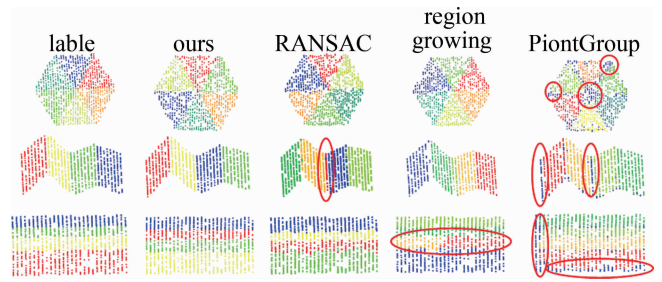 lable
ours
RANSAC
region
growing
PiontGroup